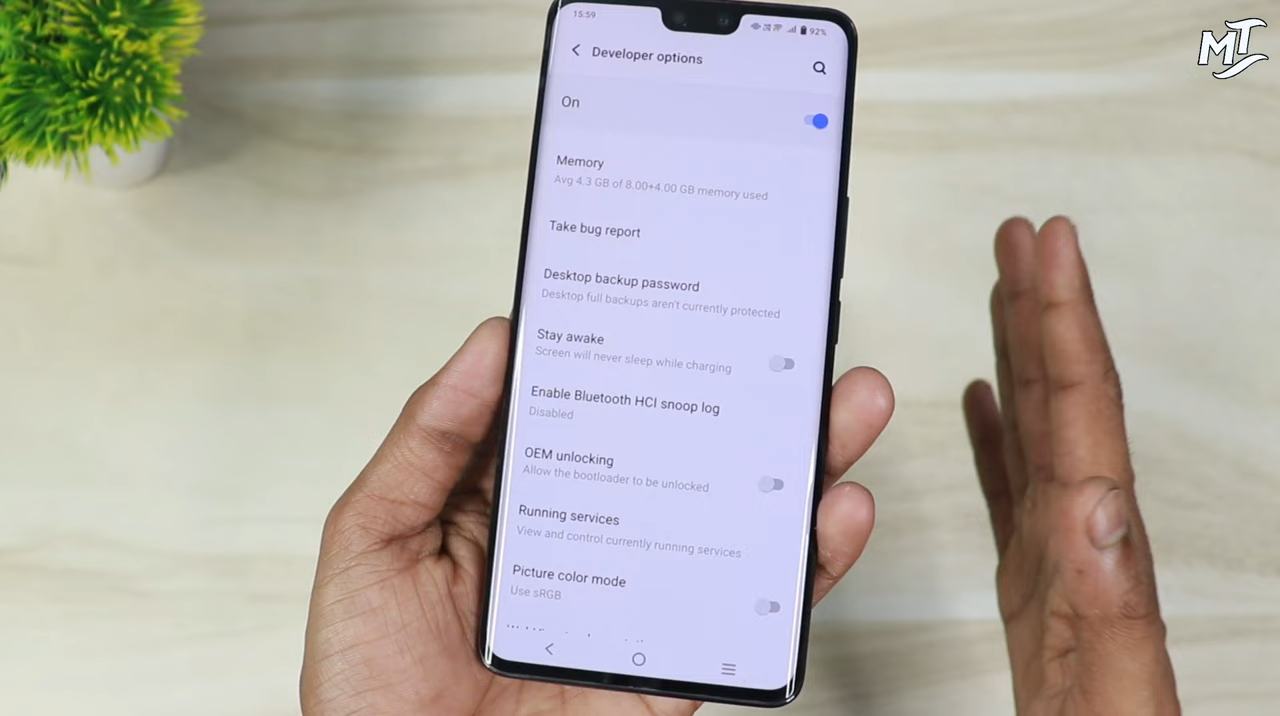 MT
15:59
92%
Developer options
On
Memory
Avg 4.3 GB of 8.00+4.00 GB memory used
Take bug report
Desktop backup password
Desktop full backups aren't currently protected
Stay awake
Screen will never sleep while charging
Enable Bluetooth HCI snoop log
Disabled
OEM unlocking
Allow the bootloader to be unlocked
Running services
View and control currently running services
Picture color mode
Use sRGB